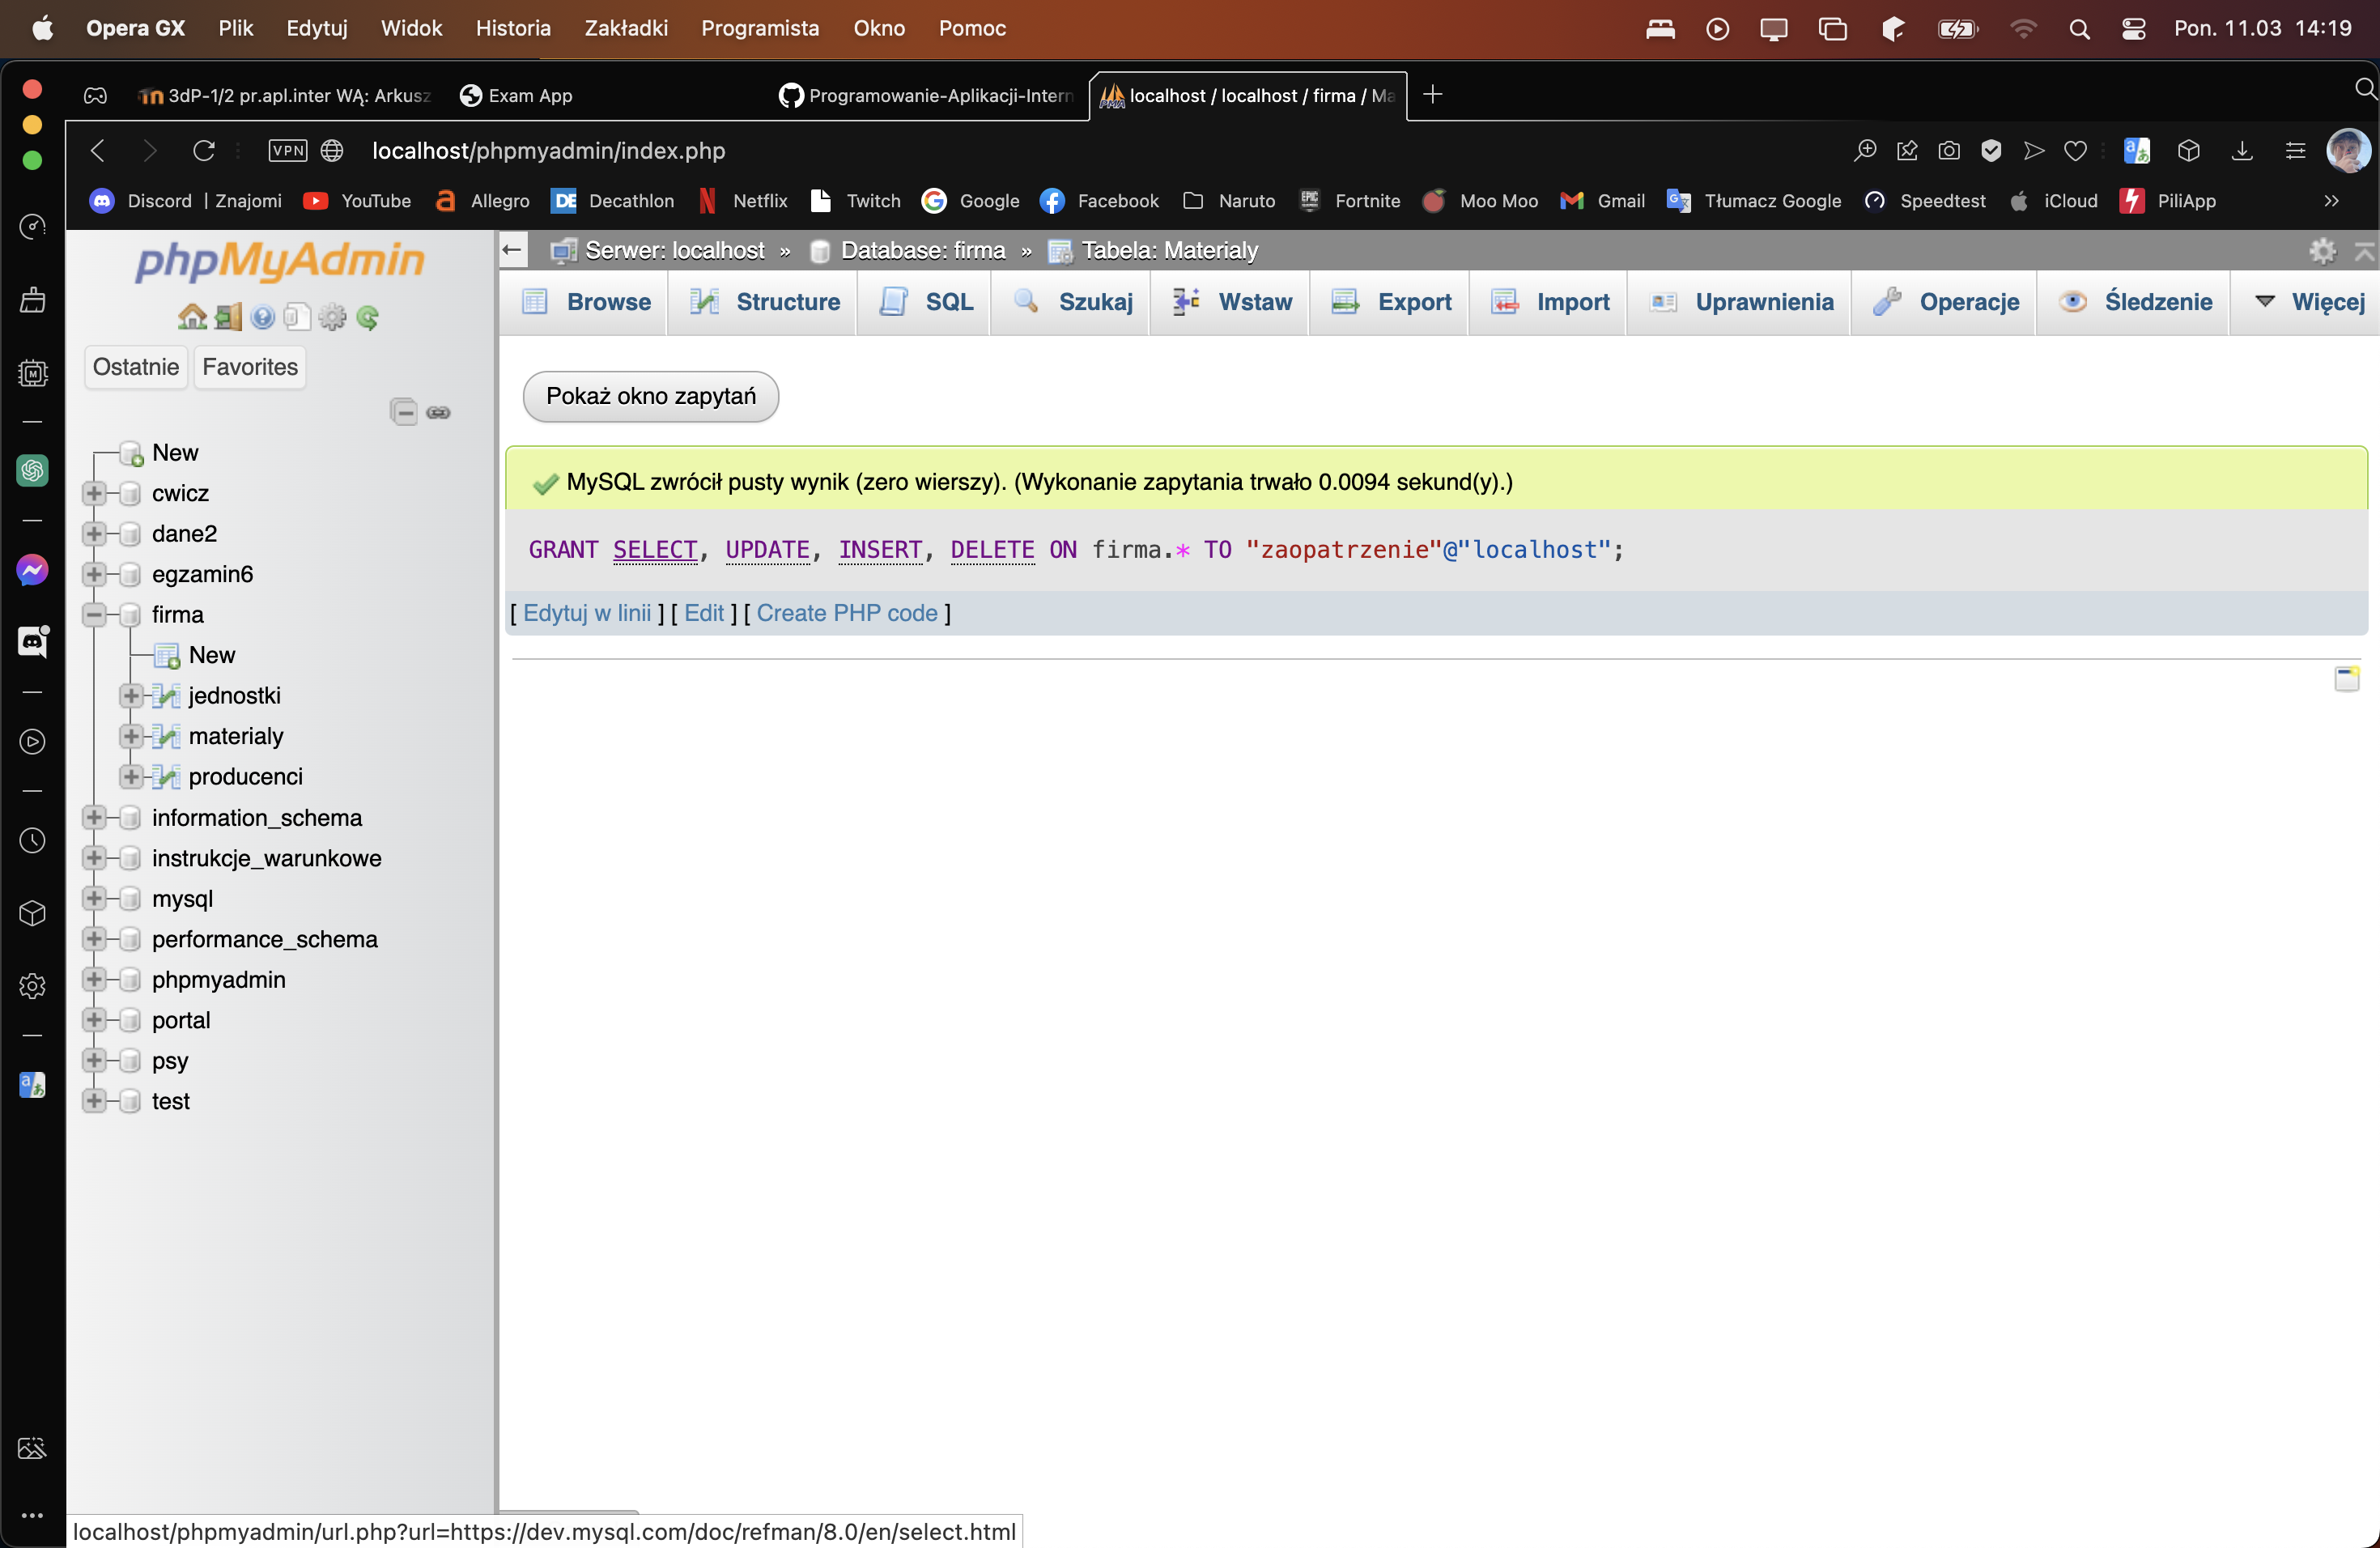 Opera GX Plik Edytuj Widok Historia Zakładki Programista Okno Pomoc Pon. 11.03 14:19
3dP-1/2 pr.apl.inter WĄ: Arkusz Exam App Programowanie-Aplikacji-Intern localhost / localhost / firma / Ma
VPN localhost/phpmyadmin/index.php
Discord | Znajomi YouTube Allegro Decathlon Netflix Twitch Google Facebook Naruto Fortnite Moo Moo Gmail Tłumacz Google Speedtest iCloud PiliApp »
phpMyAdmin
Ostatnie Favorites
New
cwicz
dane2
egzamin6
firma
New
jednostki
materialy
producenci
information_schema
instrukcje_warunkowe
mysql
performance_schema
phpmyadmin
portal
psy
test
Serwer: localhost » Database: firma » Tabela: Materialy
Browse Structure SQL Szukaj Wstaw Export Import Uprawnienia Operacje Śledzenie Więcej
Pokaż okno zapytań
MySQL zwrócił pusty wynik (zero wierszy). (Wykonanie zapytania trwało 0.0094 sekund(y).)
GRANT SELECT, UPDATE, INSERT, DELETE ON firma.* TO "zaopatrzenie"@"localhost";
[ Edytuj w linii ] [ Edit ] [ Create PHP code ]
localhost/phpmyadmin/url.php?url=https://dev.mysql.com/doc/refman/8.0/en/select.html